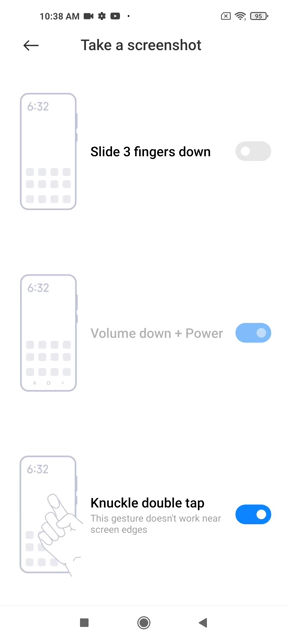 10:38 AM
95
Take a screenshot
6:32
Slide 3 fingers down
6:32
Volume down + Power
6:32
Knuckle double tap
This gesture doesn't work near
screen edges